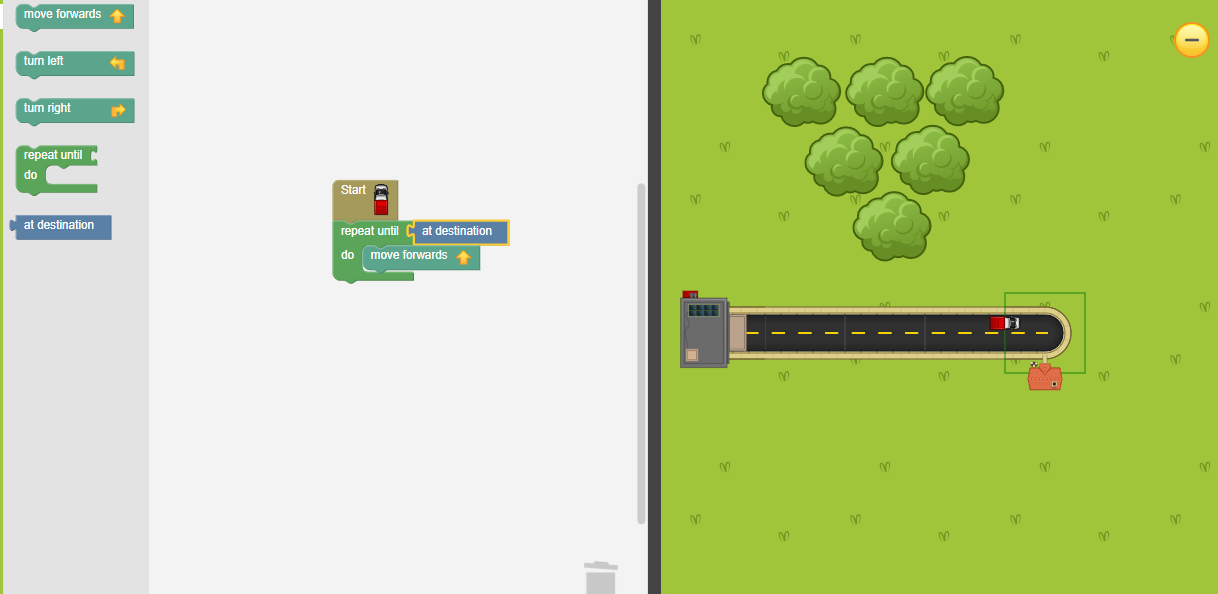 move forwards
turn left
turn right
repeat until
do
at destination
Start
repeat until at destination
do move forwards